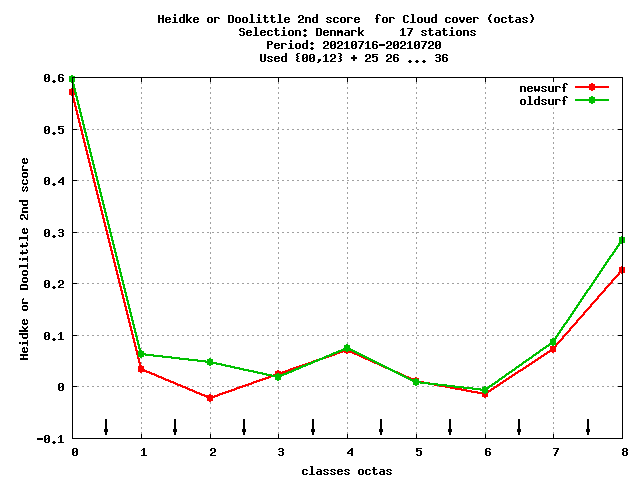 Heidke or Doolittle 2nd score  for Cloud cover (octas)
Selection: Denmark     17 stations
Period: 20210716-20210720
Used {00,12} + 25 26 ... 36
newsurf
oldsurf
Heidke or Doolittle 2nd score
0.6
0.5
0.4
0.3
0.2
0.1
0
-0.1
0 1 2 3 4 5 6 7 8
classes octas